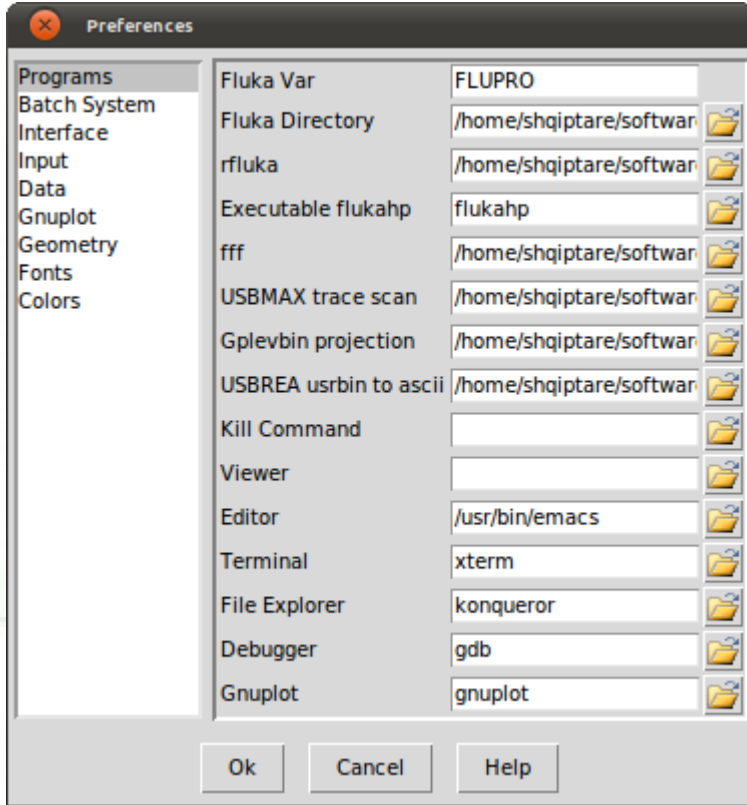 Preferences
Programs
Batch System
Interface
Input
Data
Gnuplot
Geometry
Fonts
Colors
Fluka Var FLUPRO
Fluka Directory /home/shqiptare/softwar
rfluka /home/shqiptare/softwar
Executable flukahp flukahp
fff /home/shqiptare/softwar
USBMAX trace scan /home/shqiptare/softwar
Gplevbin projection /home/shqiptare/softwar
USBREA usrbin to ascii /home/shqiptare/softwar
Kill Command
Viewer
Editor /usr/bin/emacs
Terminal xterm
File Explorer konqueror
Debugger gdb
Gnuplot gnuplot
Ok Cancel Help